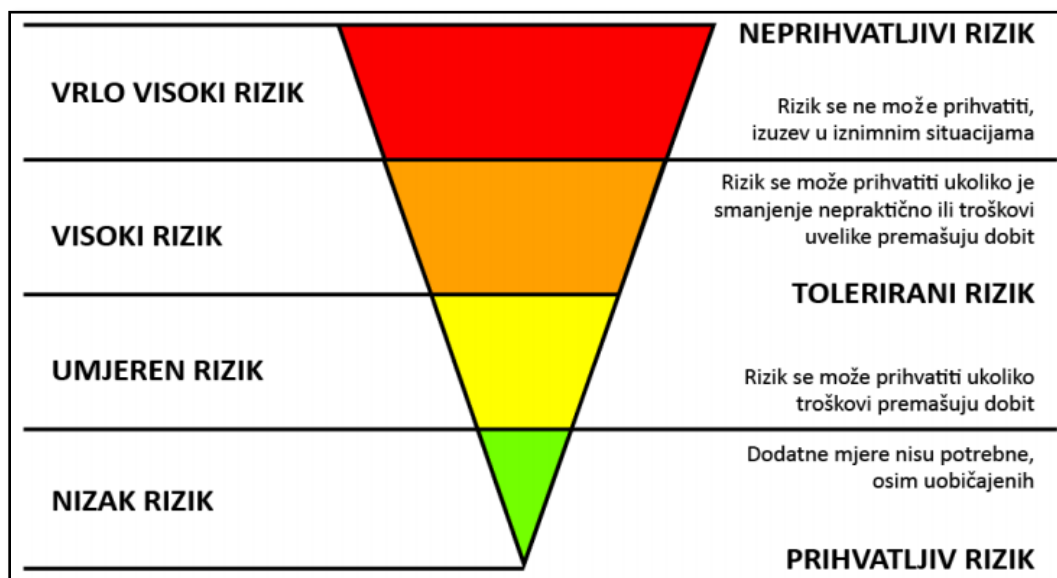 NEPRIHVATLJIVI RIZIK
VRLO VISOKI RIZIK
Rizik se ne može prihvatiti,
izuzev u iznimnim situacijama
VISOKI RIZIK
Rizik se može prihvatiti ukoliko je
smanjenje nepraktično ili troškovi
uvelike premašuju dobit
TOLERIRANI RIZIK
UMJEREN RIZIK
Rizik se može prihvatiti ukoliko
troškovi premašuju dobit
NIZAK RIZIK
Dodatne mjere nisu potrebne,
osim uobičajenih
PRIHVATLJIV RIZIK